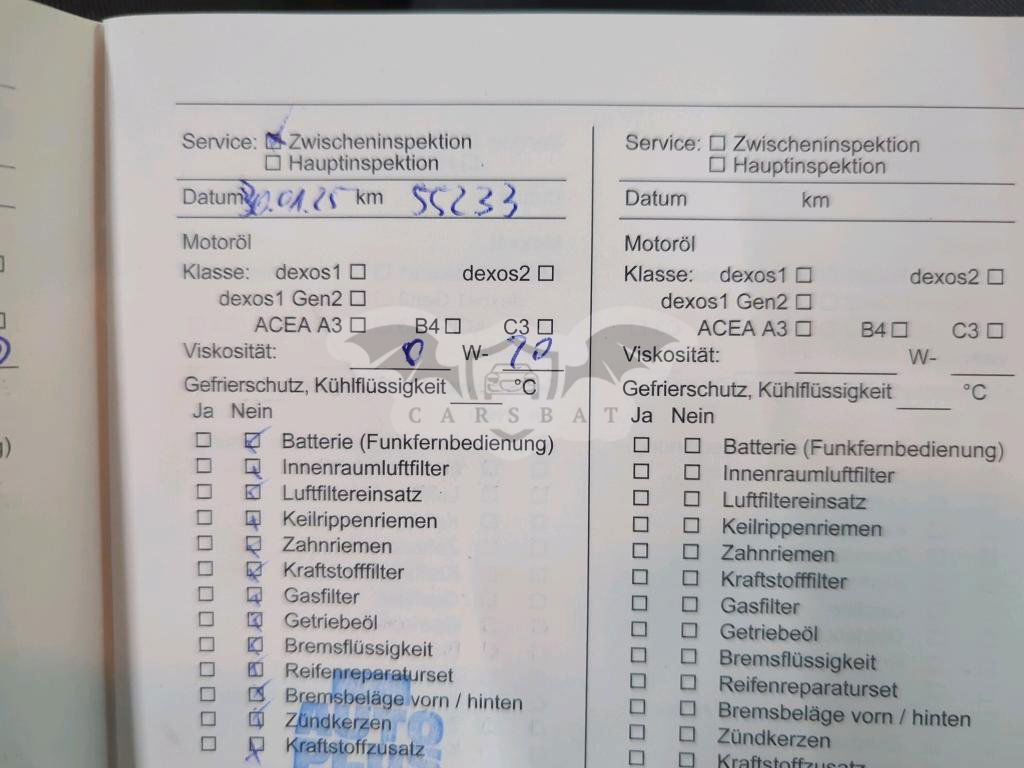 Service: Zwischeninspektion
Hauptinspektion
Datum 30.01.25 km 55233
Motoröl
Klasse: dexos1 dexos2
dexos1 Gen2
ACEA A3 B4 C3
Viskosität: 0 W- 20
Gefrierschutz, Kühlflüssigkeit °C
Ja Nein
Batterie (Funkfernbedienung)
Innenraumluftfilter
Luftfiltereinsatz
Keilrippenriemen
Zahnriemen
Kraftstofffilter
Gasfilter
Getriebeöl
Bremsflüssigkeit
Reifenreparaturset
Bremsbeläge vorn / hinten
Zündkerzen
Kraftstoffzusatz
AUTO
CARSBAT
Service: Zwischeninspektion
Hauptinspektion
Datum km
Motoröl
Klasse: dexos1 dexos2
dexos1 Gen2
ACEA A3 B4 C3
Viskosität: W-
Gefrierschutz, Kühlflüssigkeit °C
Ja Nein
Batterie (Funkfernbedienung)
Innenraumluftfilter
Luftfiltereinsatz
Keilrippenriemen
Zahnriemen
Kraftstofffilter
Gasfilter
Getriebeöl
Bremsflüssigkeit
Reifenreparaturset
Bremsbeläge vorn / hinten
Zündkerzen
Kraftstoffzusatz